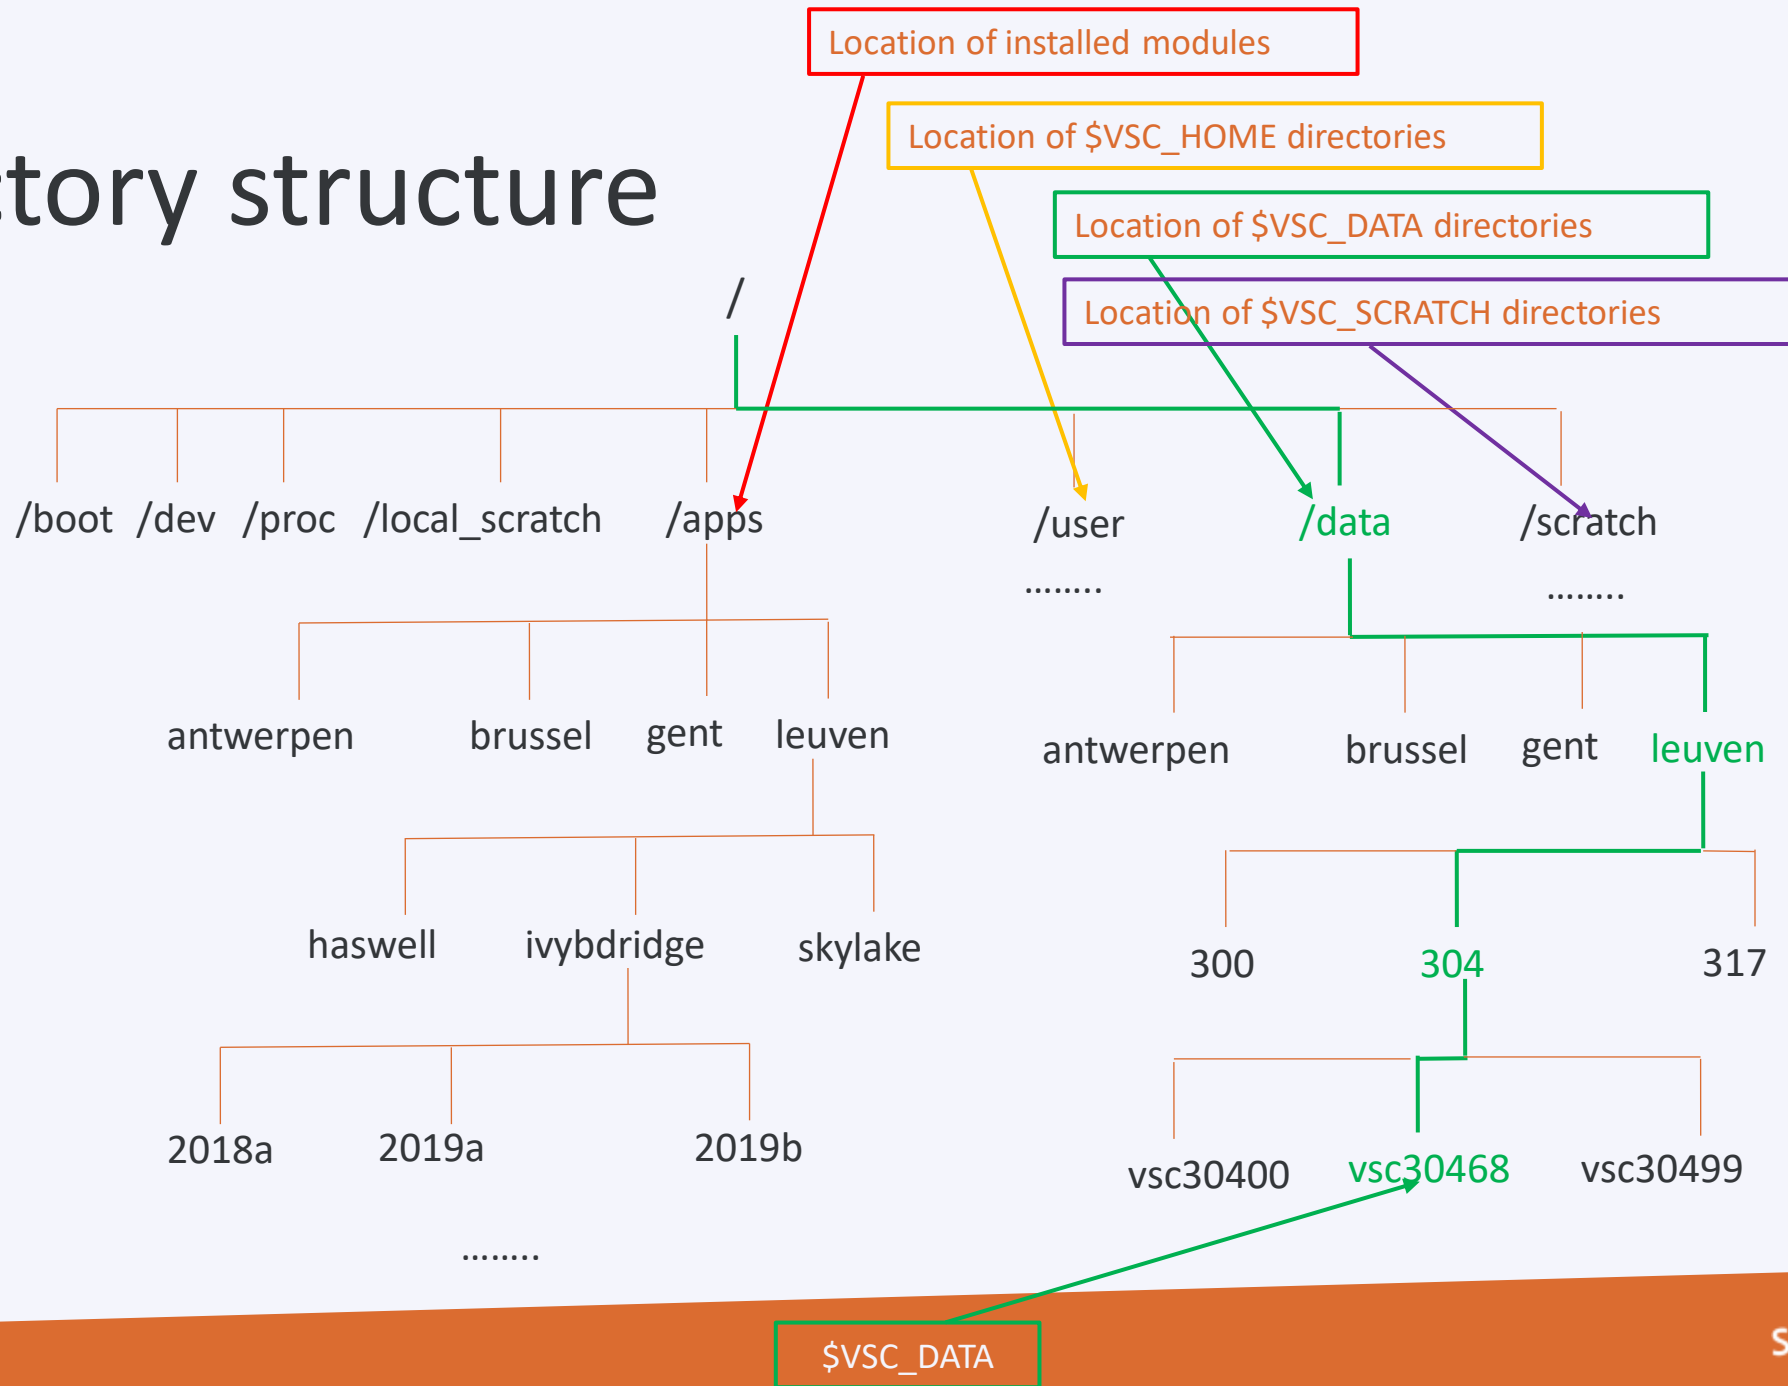 Location of installed modules
Location of $VSC_HOME directories
ctory structure
Location of $VSC_DATA directories
/
Location of $VSC_SCRATCH directories
/boot /dev /proc /local_scratch /apps /user /data /scratch
........ ........
antwerpen brussel gent leuven antwerpen brussel gent leuven
haswell ivybdridge skylake 300 304 317
2018a 2019a 2019b vsc30400 vsc30468 vsc30499
........
$VSC_DATA
S